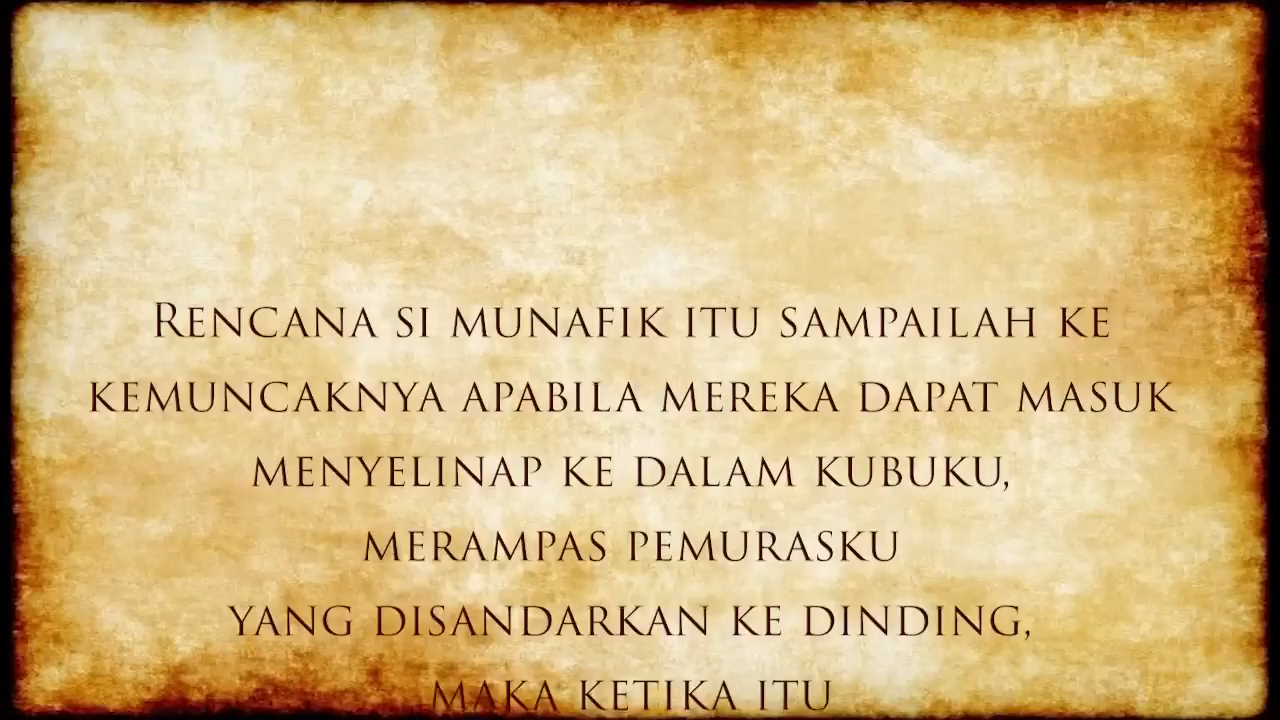 Rencana si munafik itu sampailah ke
kemuncaknya apabila mereka dapat masuk
menyelinap ke dalam kubuku,
merampas pemurasku
yang disandarkan ke dinding,
maka ketika itu